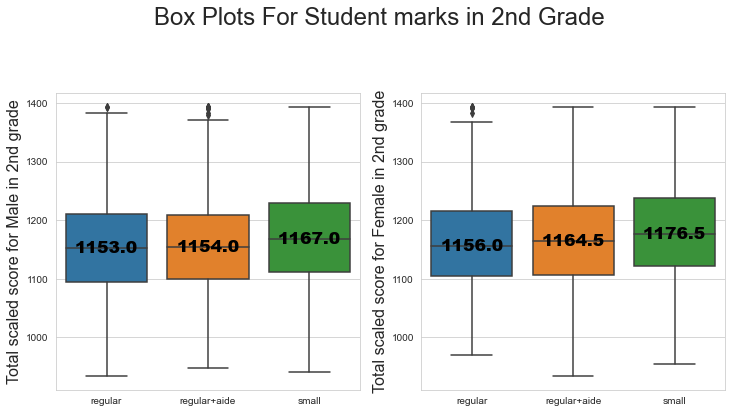 Box Plots For Student marks in 2nd Grade
Total scaled score for Male in 2nd grade
1400
1300
1200
1100
1000
1153.0
1154.0
1167.0
regular
regular+aide
small
Total scaled score for Female in 2nd grade
1400
1300
1200
1100
1000
1156.0
1164.5
1176.5
regular
regular+aide
small